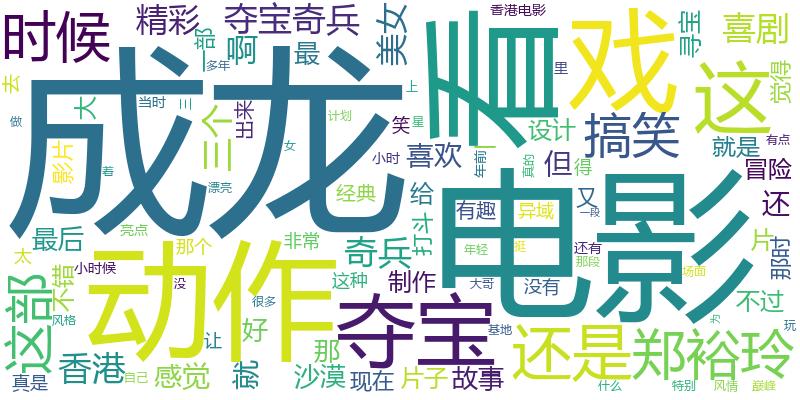 时候
精彩
夺宝奇兵
一部
啊
最
多年
美女
香港电影
里
寻宝
喜剧
觉得
去
做
大
当时
三
出来
计划
上
成龙
看
戏
这
影片
三个
笑
星
小时
喜欢
年前
设计
真的
但
得
搞笑
就是
有点
冒险
还
女
着
漂亮
经典
给
打斗
有趣
异域
又
一段
电影
片
那时
最后
亮点
太
那个
非常
奇兵
年轻
挺
还有
那段
不错
小时候
没
这种
制作
大哥
没有
场面
不过
这部
风格
动作
很多
夺宝
基地
为
玩
让
好
那
还是
郑裕玲
真是
香港
自己
感觉
就
沙漠
现在
片子
故事
什么
特别
风情
巅峰